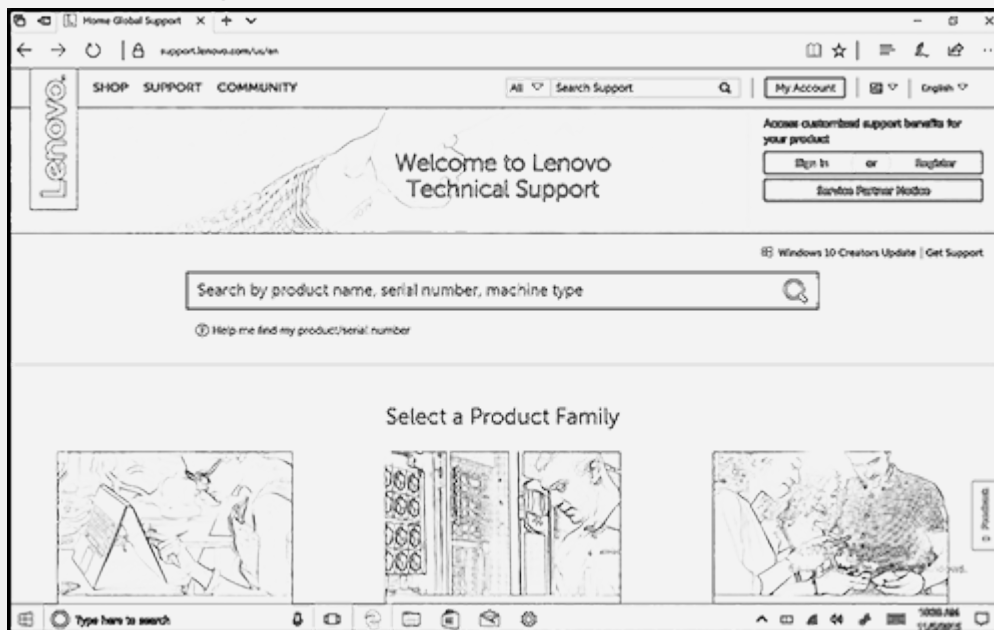 Home Global Support
support.lenovo.com/us/en
Lenovo.
SHOP SUPPORT COMMUNITY
All Search Support
My Account
English
Access customized support benefits for
your product
Sign In or Register
Service Partner Notice
Welcome to Lenovo
Technical Support
Windows 10 Creators Update | Get Support
Search by product name, serial number, machine type
Help me find my product/serial number
Select a Product Family
Type here to search